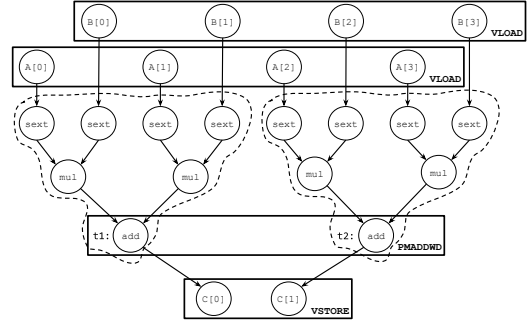 B[0] B[1] B[2] B[3]
VLOAD
A[0] A[1] A[2] A[3]
VLOAD
sext sext sext sext sext sext sext sext
mul mul mul mul
t1: add t2: add
PMADDWD
C[0] C[1]
VSTORE